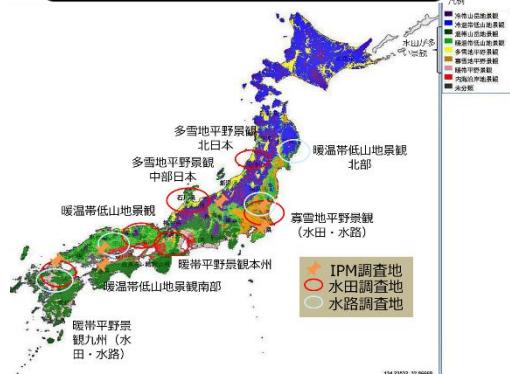 凡例
冷帯山岳地景観
冷温帯低山地景観
温帯山岳地景観
暖温帯低山地景観
多雪地平野景観
寡雪地平野景観
暖帯平野景観
内海沿岸地景観
未分類
多雪地平野景観
北日本
暖温帯低山地景観
北部
多雪地平野景観
中部日本
暖温帯低山地景観
寡雪地平野景観
(水田・水路)
暖帯平野景観本州
暖温帯低山地景観南部
暖帯平野景
観九州(水
田・水路)
IPM調査地
水田調査地
水路調査地